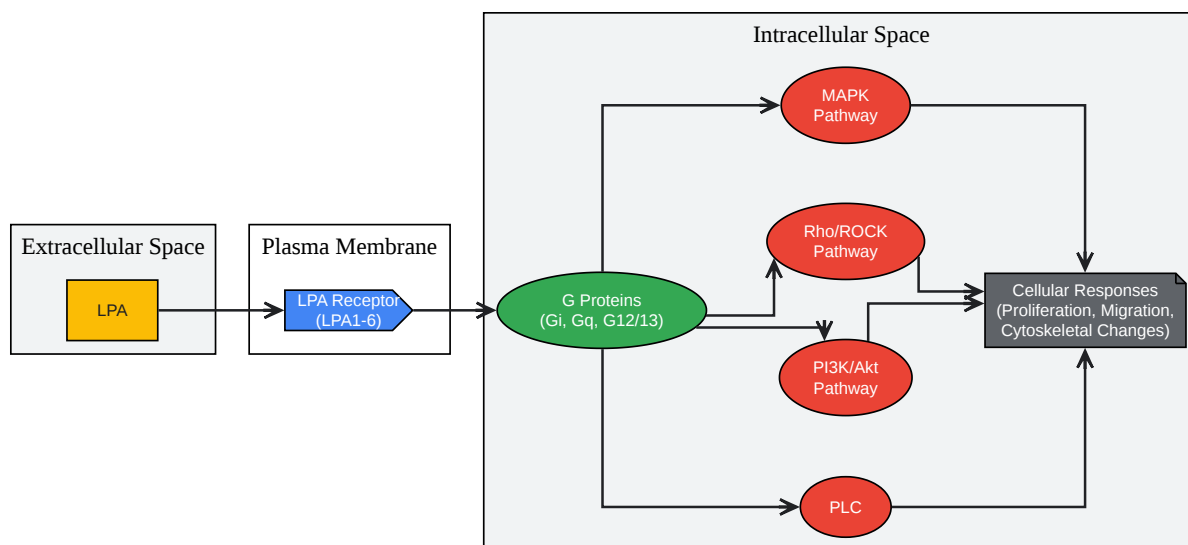 Extracellular Space
LPA
Plasma Membrane
LPA Receptor
(LPA1-6)
Intracellular Space
G Proteins
(Gi, Gq, G12/13)
MAPK
Pathway
Rho/ROCK
Pathway
PI3K/Akt
Pathway
PLC
Cellular Responses
(Proliferation, Migration,
Cytoskeletal Changes)